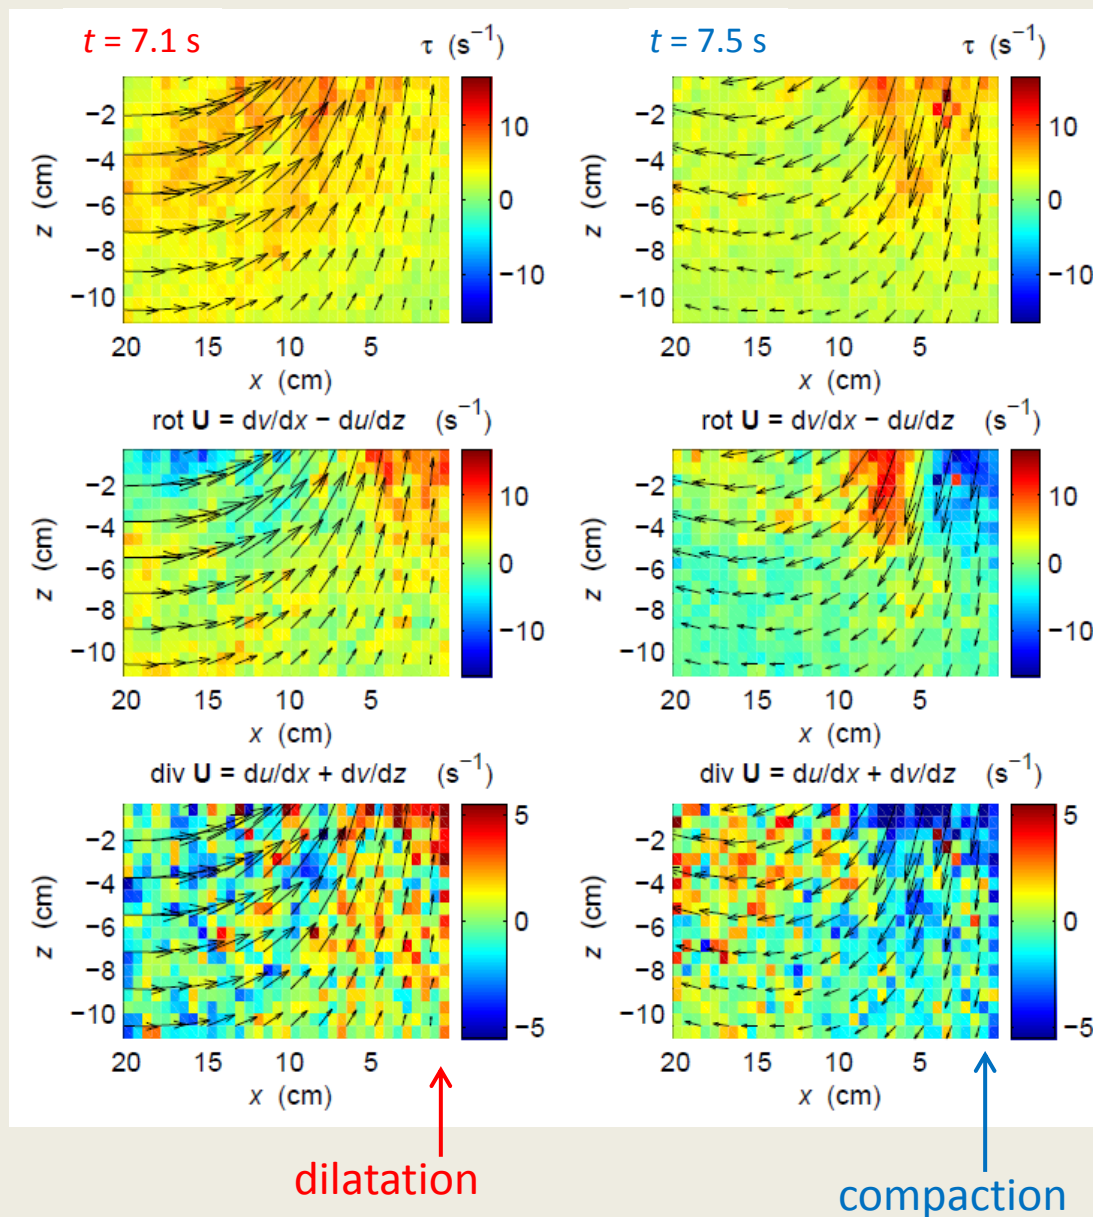 t = 7.1 s
τ (s⁻¹)
t = 7.5 s
τ (s⁻¹)
z (cm)
−2
−4
−6
−8
−10
20 15 10 5
x (cm)
10
0
−10
z (cm)
−2
−4
−6
−8
−10
20 15 10 5
x (cm)
10
0
−10
rot U = dv/dx − du/dz (s⁻¹)
rot U = dv/dx − du/dz (s⁻¹)
z (cm)
−2
−4
−6
−8
−10
20 15 10 5
x (cm)
10
0
−10
z (cm)
−2
−4
−6
−8
−10
20 15 10 5
x (cm)
10
0
−10
div U = du/dx + dv/dz (s⁻¹)
div U = du/dx + dv/dz (s⁻¹)
z (cm)
−2
−4
−6
−8
−10
20 15 10 5
x (cm)
5
0
−5
z (cm)
−2
−4
−6
−8
−10
20 15 10 5
x (cm)
5
0
−5
dilatation
compaction